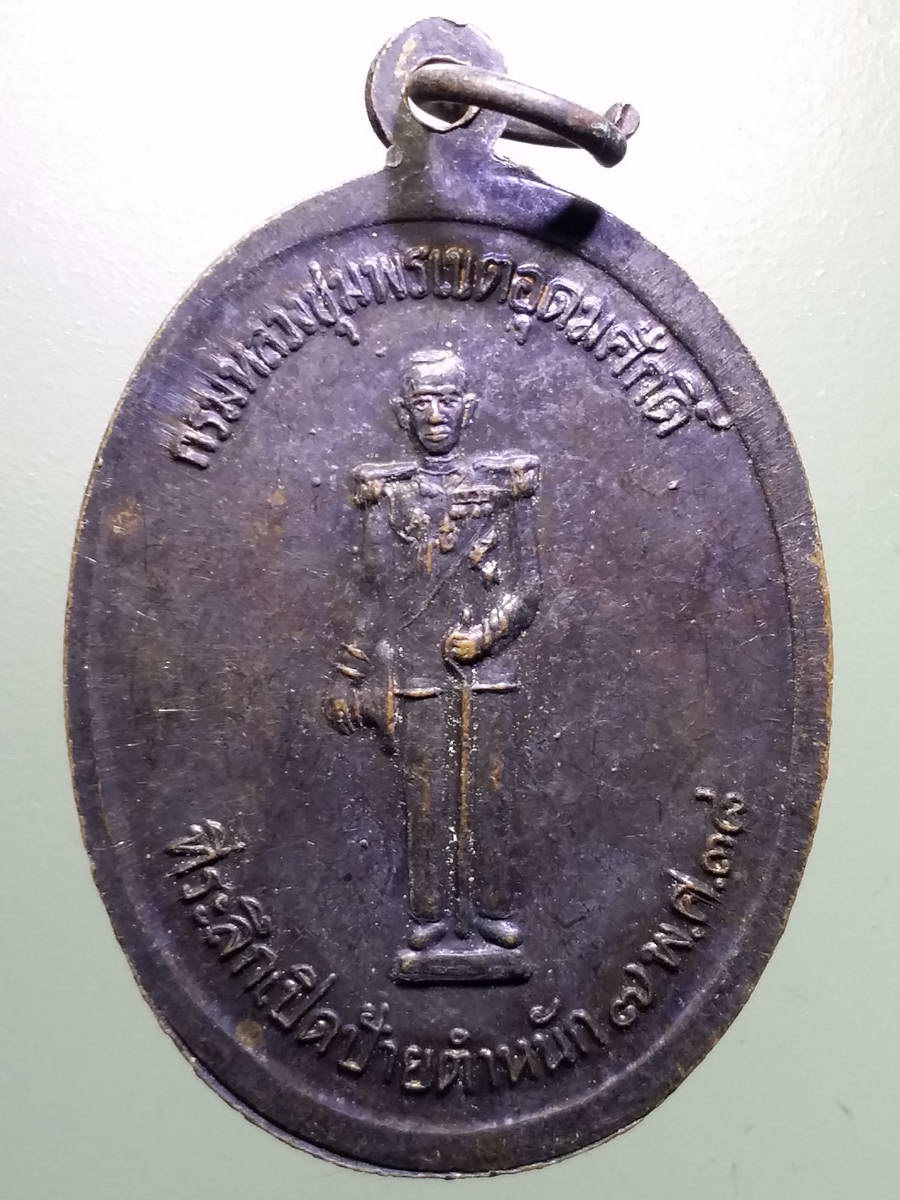 กรมหลวงชุมพรเขตอุดมศักดิ์
ที่ระลึกเปิดป้ายตำหนัก ๗ พ.ค.๓๘